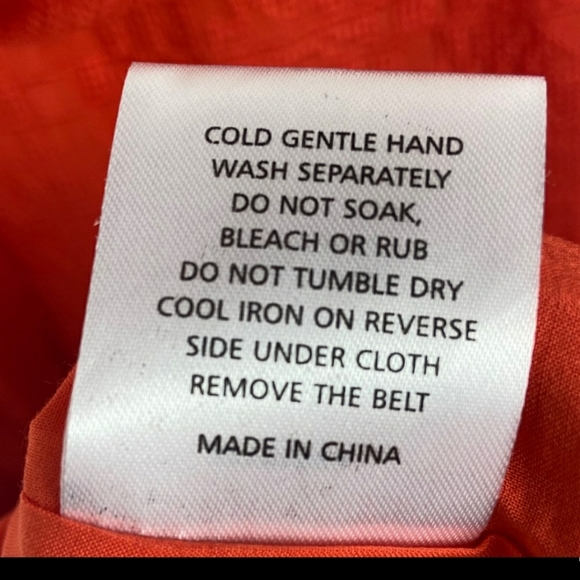 COLD GENTLE HAND
WASH SEPARATELY
DO NOT SOAK,
BLEACH OR RUB
DO NOT TUMBLE DRY
COOL IRON ON REVERSE
SIDE UNDER CLOTH
REMOVE THE BELT
MADE IN CHINA